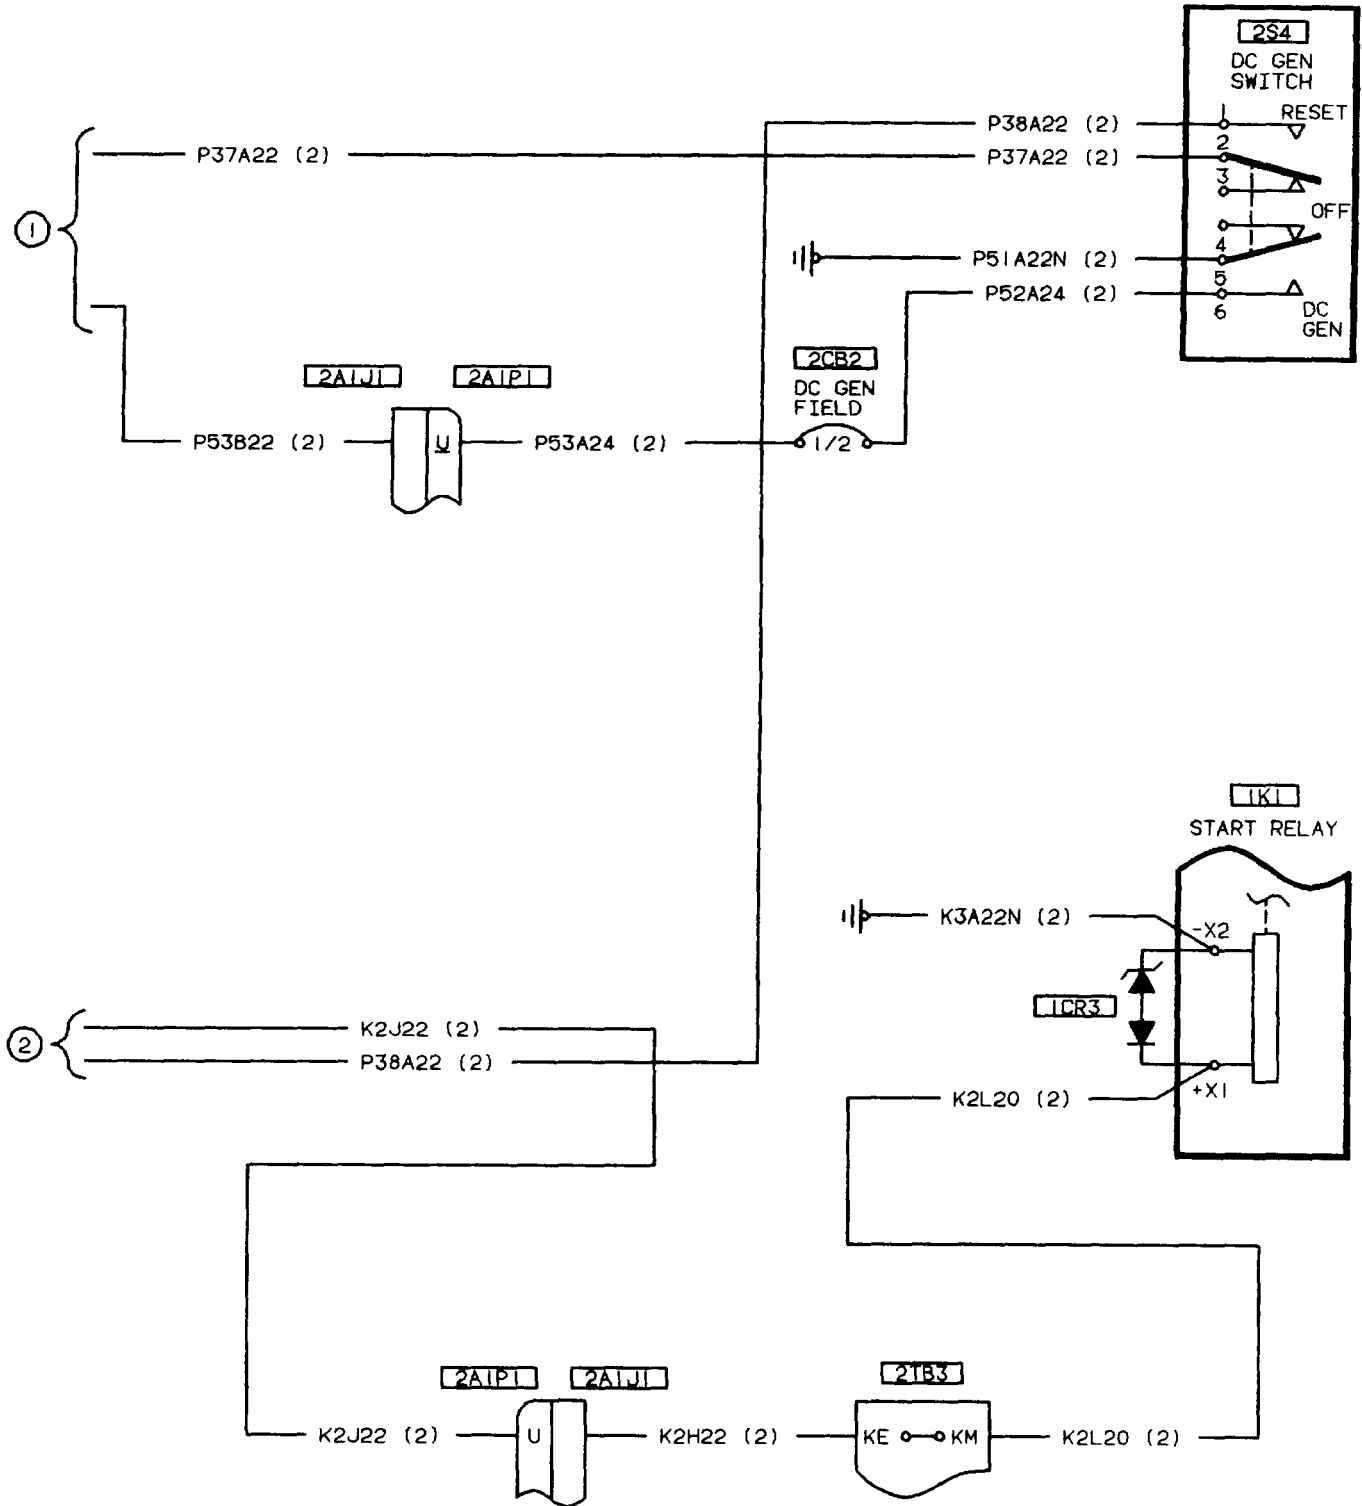 2S4
DC GEN
SWITCH
1
RESET
P38A22 (2)
P37A22 (2)
P37A22 (2)
2
3
1
OFF
4
P51A22N (2)
P52A24 (2)
5
6
DC
GEN
2A1J1
2A1P1
2CB2
DC GEN
FIELD
P53B22 (2)
U
P53A24 (2)
1/2
1K1
START RELAY
K3A22N (2)
-X2
1CR3
2
K2J22 (2)
P38A22 (2)
K2L20 (2)
+X1
2A1P1
2A1J1
2TB3
K2J22 (2)
U
K2H22 (2)
KE
KM
K2L20 (2)